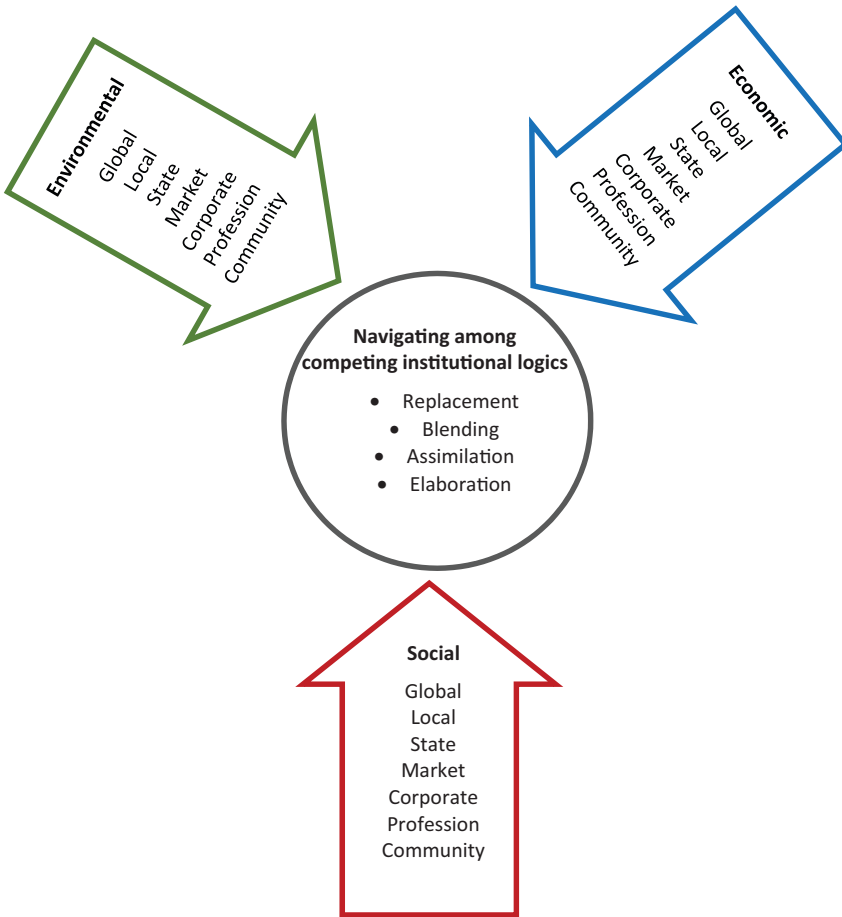 Environmental
Global
Local
State
Market
Corporate
Profession
Community
Economic
Global
Local
State
Market
Corporate
Profession
Community
Navigating among
competing institutional logics
• Replacement
• Blending
• Assimilation
• Elaboration
Social
Global
Local
State
Market
Corporate
Profession
Community